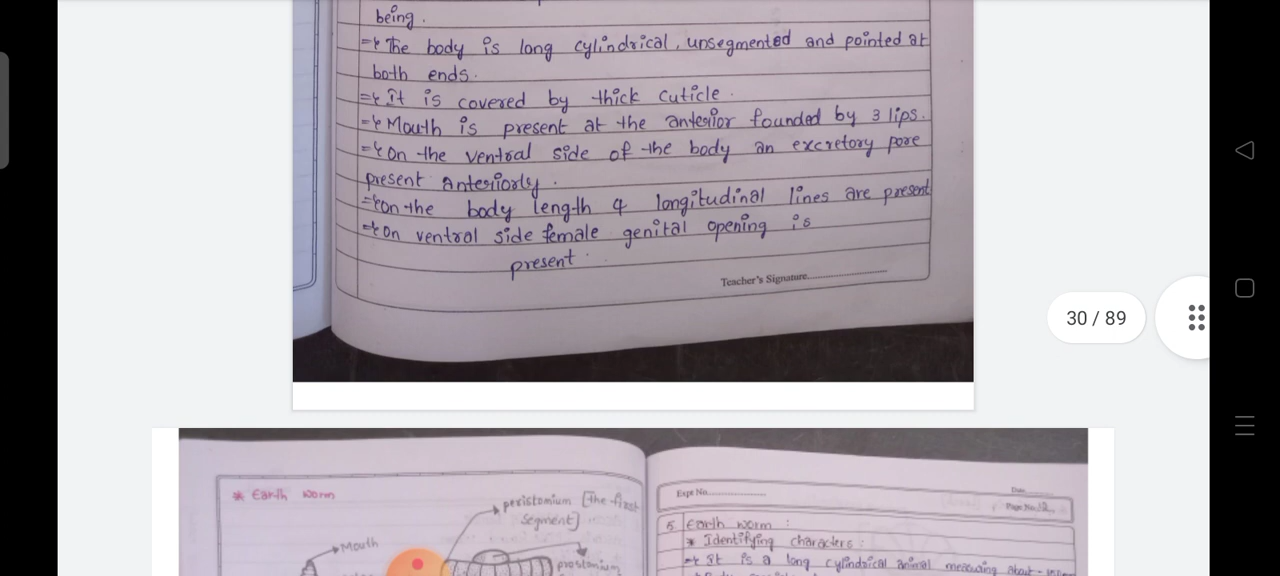 being.
=> The body is long cylindrical, unsegmented and pointed at
both ends.
=> It is covered by thick cuticle.
=> Mouth is present at the anterior founded by 3 lips.
=> On the ventral side of the body an excretory pore
present anteriorly.
=> on the body length 4 longitudinal lines are present
=> On ventral side female genital opening is
present.
Teacher's Signature
30 / 89
* Earth worm
peristomium [the first
segment]
Mouth
prostomium
Expt No.
Date
Page No.
5 Earth worm :
* Identifying characters :
=> It is a long cylindrical animal measuring about